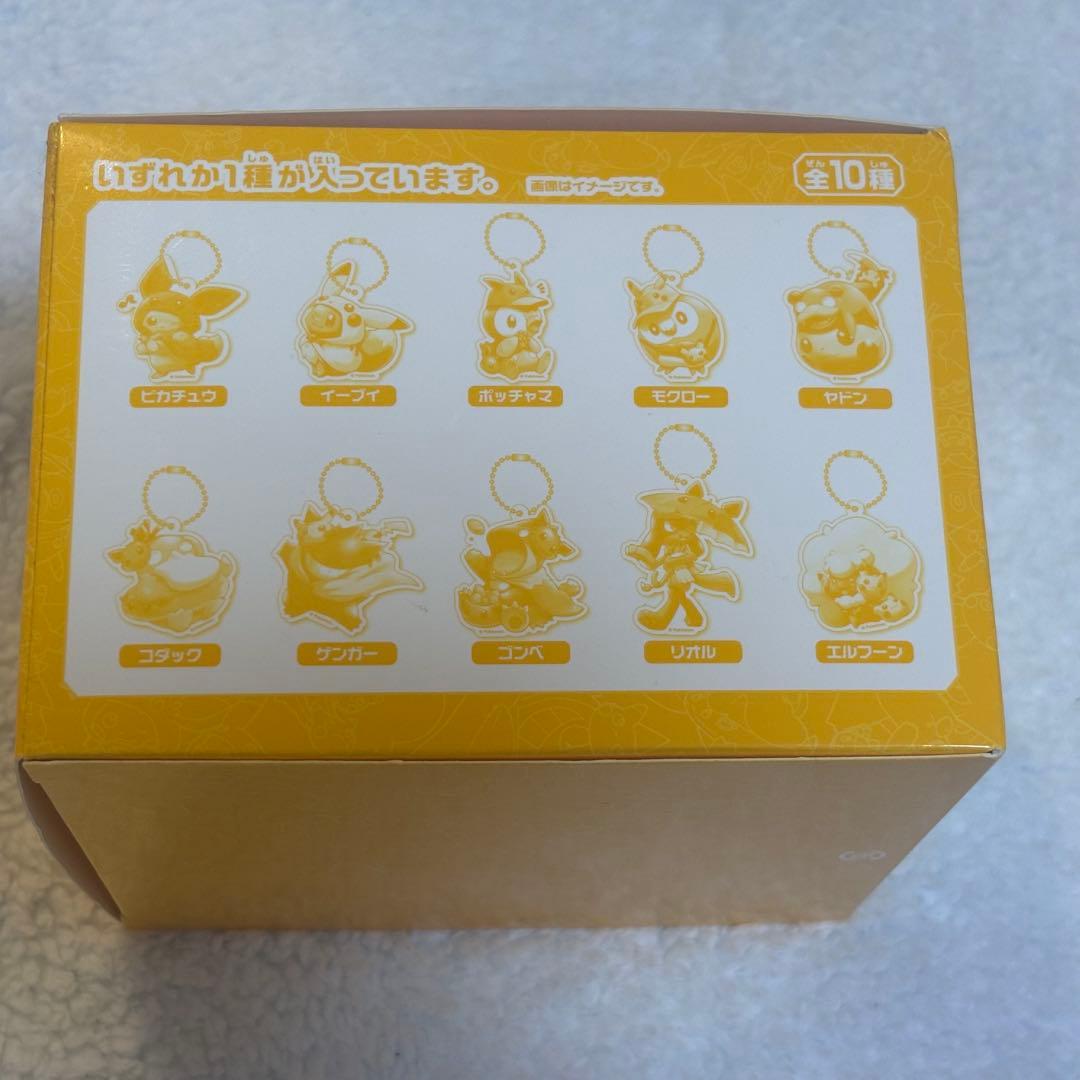 いずれか1種が入っています。 画像はイメージです。
全10種
ピカチュウ イーブイ ポッチャマ モクロー ヤドン
コダック ゲンガー ゴンベ リオル エルフーン